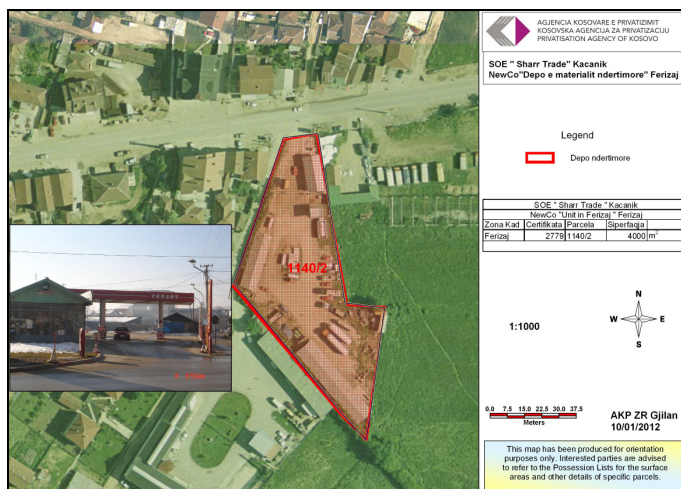 AGJENCIA KOSOVARE E PRIVATIZIMIT
KOSOVSKA AGENCIJA ZA PRIVATIZACIJU
PRIVATISATION AGENCY OF KOSOVO
SOE " Sharr Trade" Kacanik
NewCo"Depo e materialit ndertimore" Ferizaj
Legend
Depo ndertimore
SOE " Sharr Trade " Kacanik
NewCo "Unit in Ferizaj " Ferizaj
Zona Kad Certifikata Parcela Siperfaqja
Ferizaj 2779 1140/2 4000 m²
1140/2
N
W E
S
1:1000
0.0 7.5 15.0 22.5 30.0 37.5
Meters
AKP ZR Gjilan
10/01/2012
This map has been produced for orientation
purposes only. Interested parties are advised
to refer to the Possession Lists for the surface
areas and other details of specific parcels.